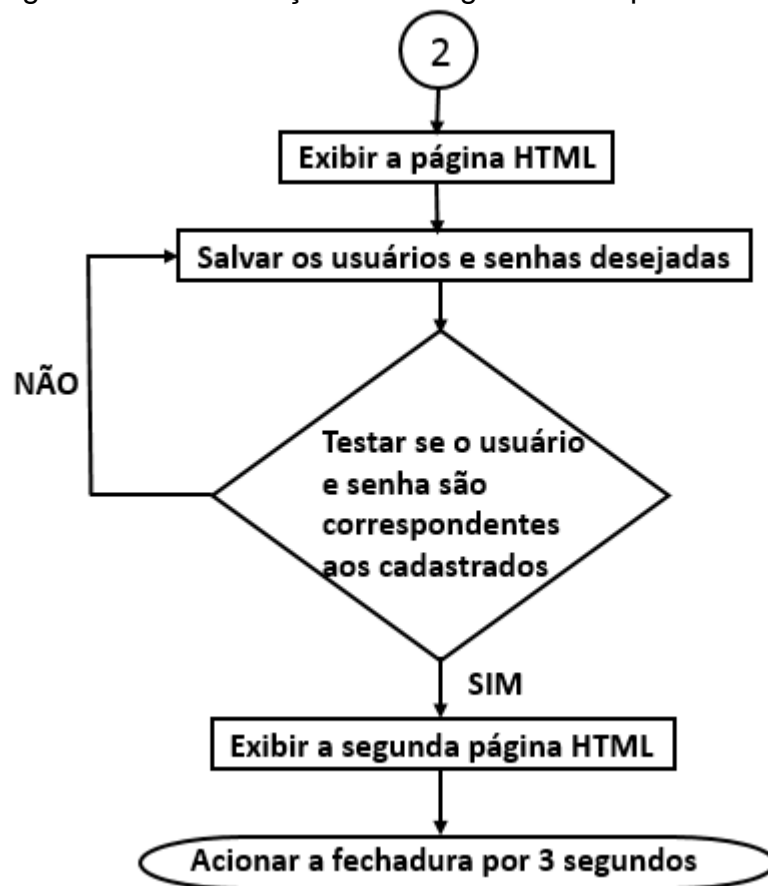 2
Exibir a página HTML
Salvar os usuários e senhas desejadas
NÃO
Testar se o usuário
e senha são
correspondentes
aos cadastrados
SIM
Exibir a segunda página HTML
Acionar a fechadura por 3 segundos